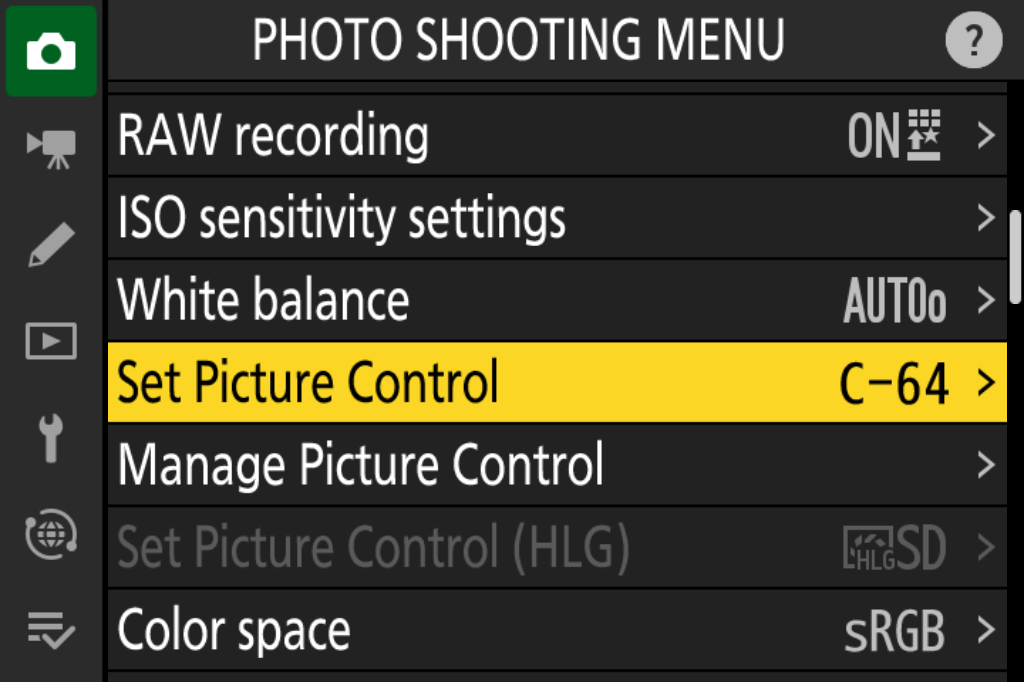 PHOTO SHOOTING MENU ?
RAW recording ON
ISO sensitivity settings
White balance AUTO0
Set Picture Control C-64
Manage Picture Control
Set Picture Control (HLG) HLG SD
Color space sRGB